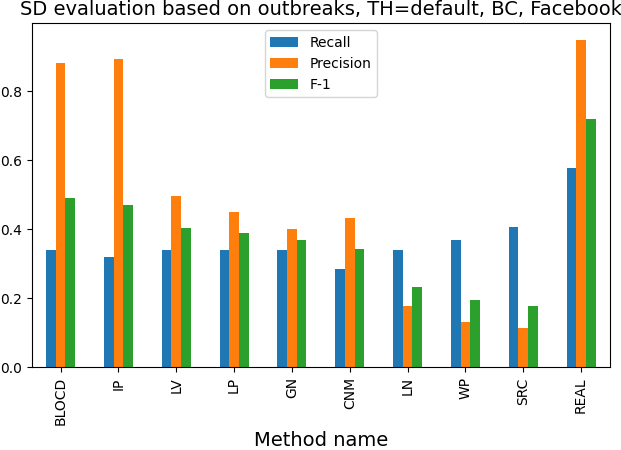 SD evaluation based on outbreaks, TH=default, BC, Facebook
Recall
Precision
F-1
0.8
0.6
0.4
0.2
0.0
BLOCD
IP
LV
LP
GN
CNM
LN
WP
SRC
REAL
Method name